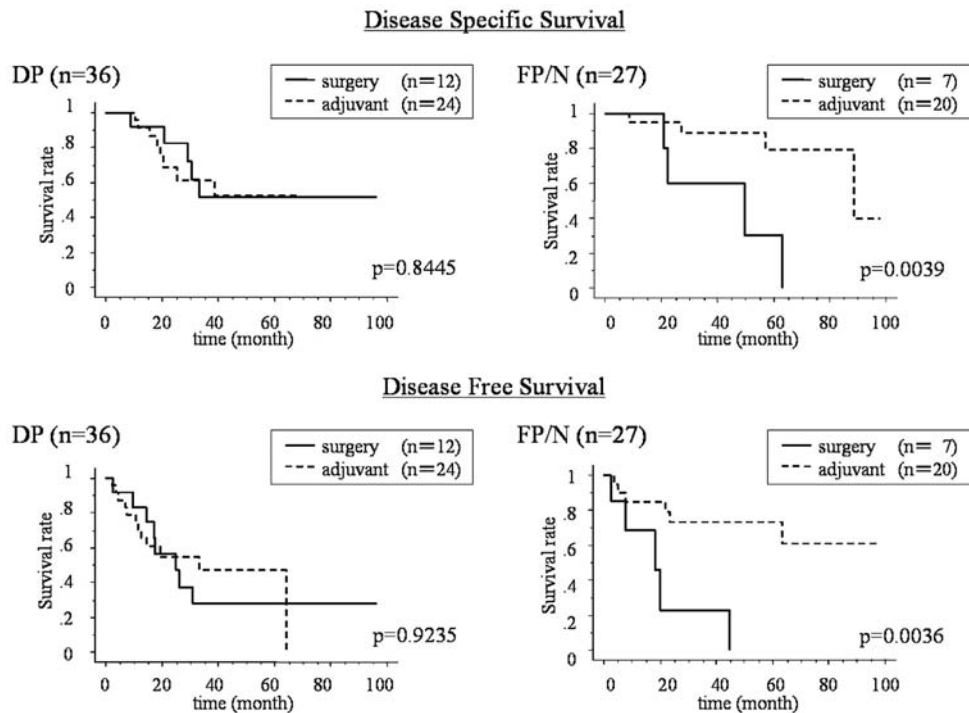 Disease Specific Survival
DP (n=36)
surgery (n=12)
adjuvant (n=24)
Survival rate
1
.8
.6
.4
.2
0
p=0.8445
0 20 40 60 80 100
time (month)
FP/N (n=27)
surgery (n= 7)
adjuvant (n=20)
Survival rate
1
.8
.6
.4
.2
0
p=0.0039
0 20 40 60 80 100
time (month)
Disease Free Survival
DP (n=36)
surgery (n=12)
adjuvant (n=24)
Survival rate
1
.8
.6
.4
.2
0
p=0.9235
0 20 40 60 80 100
time (month)
FP/N (n=27)
surgery (n= 7)
adjuvant (n=20)
Survival rate
1
.8
.6
.4
.2
0
p=0.0036
0 20 40 60 80 100
time (month)